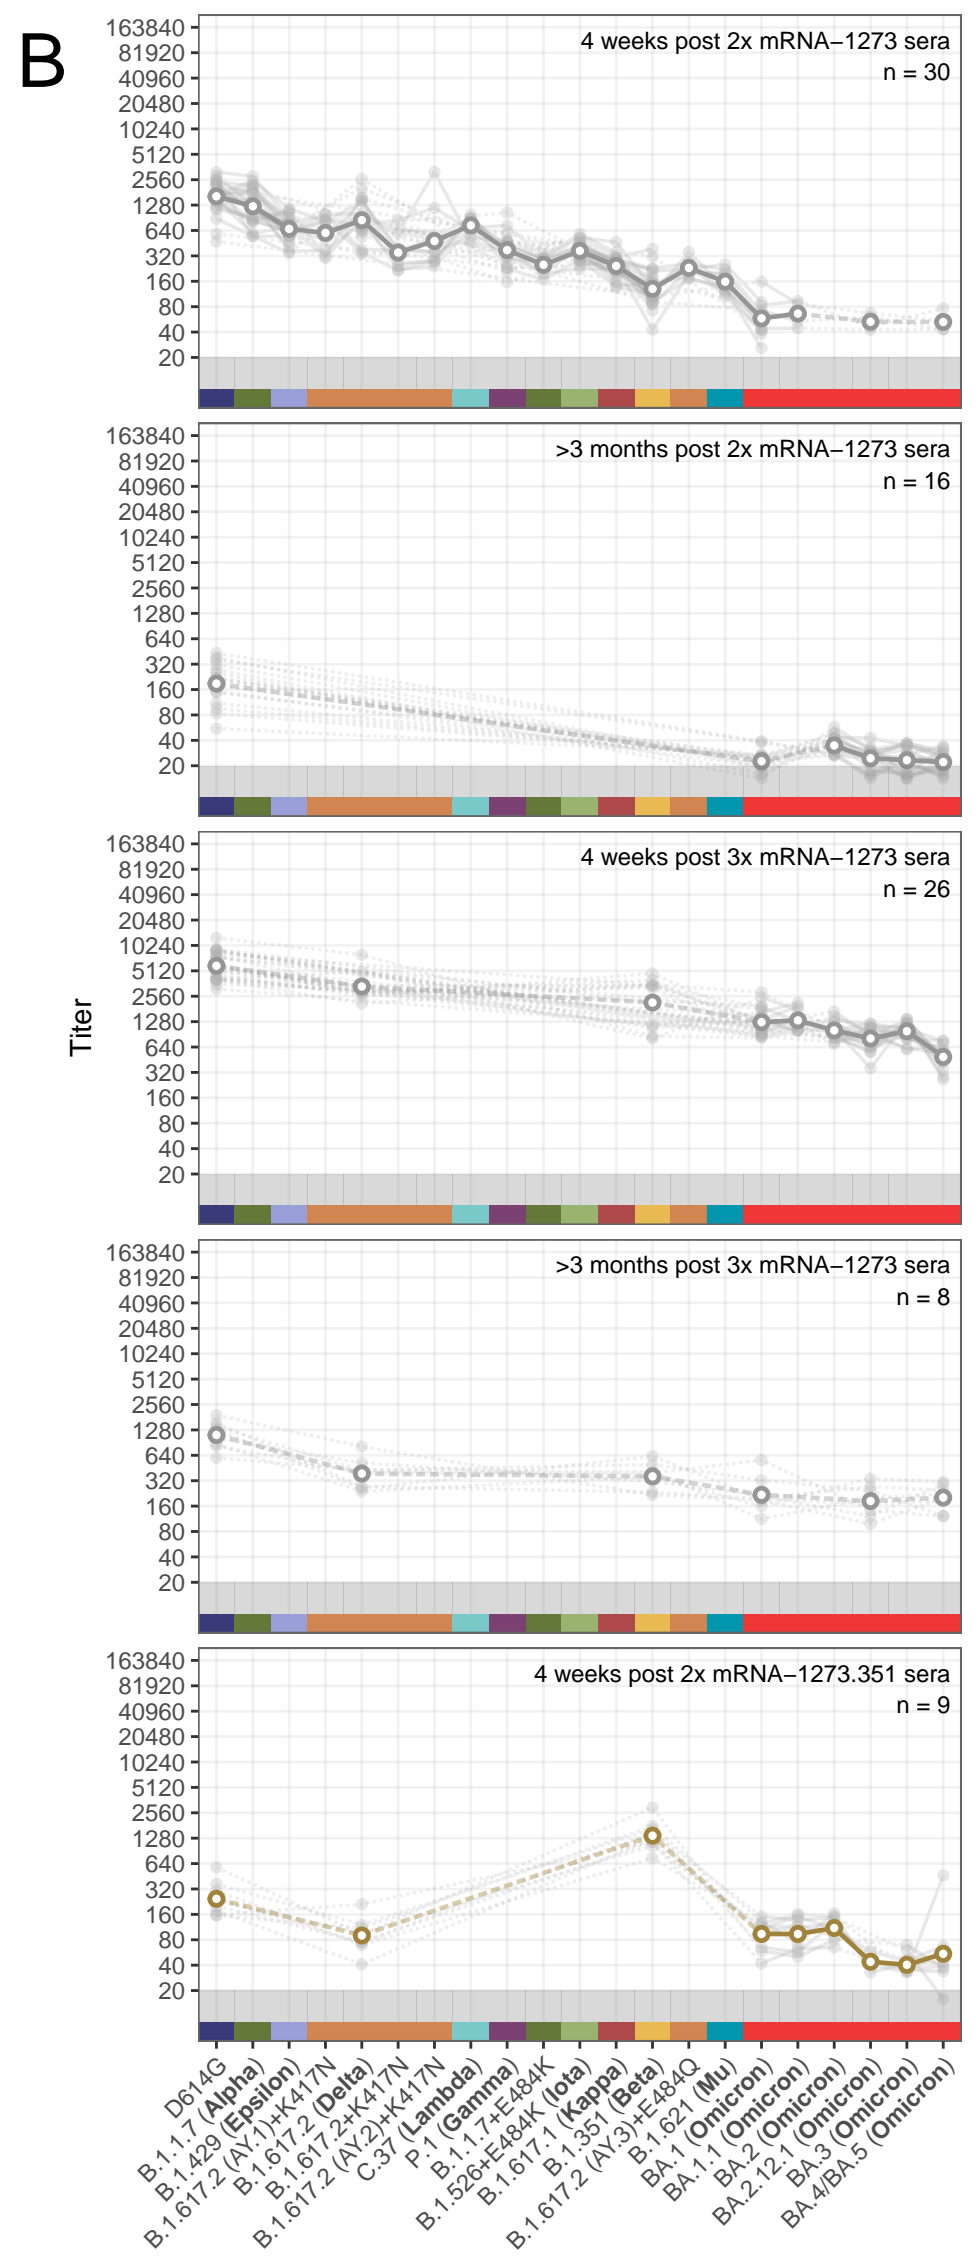 B
4 weeks post 2x mRNA−1273 sera
n = 30
163840
81920
40960
20480
10240
5120
2560
1280
640
320
160
80
40
20
>3 months post 2x mRNA−1273 sera
n = 16
163840
81920
40960
20480
10240
5120
2560
1280
640
320
160
80
40
20
4 weeks post 3x mRNA−1273 sera
n = 26
163840
81920
40960
20480
10240
5120
2560
1280
640
320
160
80
40
20
Titer
>3 months post 3x mRNA−1273 sera
n = 8
163840
81920
40960
20480
10240
5120
2560
1280
640
320
160
80
40
20
4 weeks post 2x mRNA−1273.351 sera
n = 9
163840
81920
40960
20480
10240
5120
2560
1280
640
320
160
80
40
20
D614G
B.1.1.7 (Alpha)
B.1.429 (Epsilon)
B.1.617.2 (AY.1)+K417N
B.1.617.2 (Delta)
B.1.617.2+K417N
B.1.617.2 (AY.2)+K417N
C.37 (Lambda)
P.1 (Gamma)
B.1.1.7+E484K
B.1.526+E484K (Iota)
B.1.617.1 (Kappa)
B.1.351 (Beta)
B.1.617.2 (AY.3)+E484Q
B.1.621 (Mu)
BA.1 (Omicron)
BA.1.1 (Omicron)
BA.2 (Omicron)
BA.2.12.1 (Omicron)
BA.3 (Omicron)
BA.4/BA.5 (Omicron)